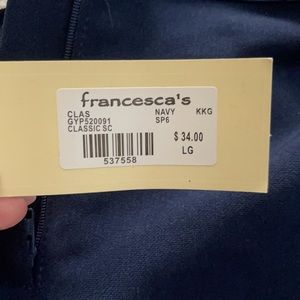 francesca's
CLAS NAVY KKG
GYP520091 SP6
CLASSIC SC $ 34.00
537558 LG